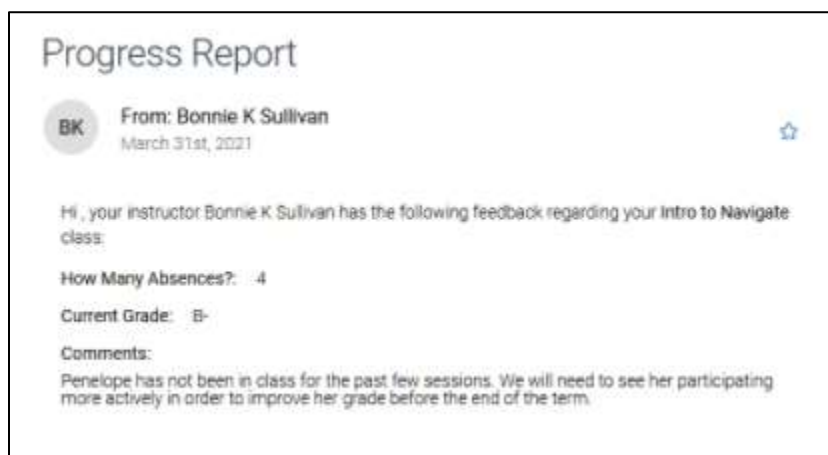 Progress Report
BK
From: Bonnie K Sullivan
March 31st, 2021
Hi , your instructor Bonnie K Sullivan has the following feedback regarding your Intro to Navigate
class:
How Many Absences?: 4
Current Grade: B-
Comments:
Penelope has not been in class for the past few sessions. We will need to see her participating
more actively in order to improve her grade before the end of the term.